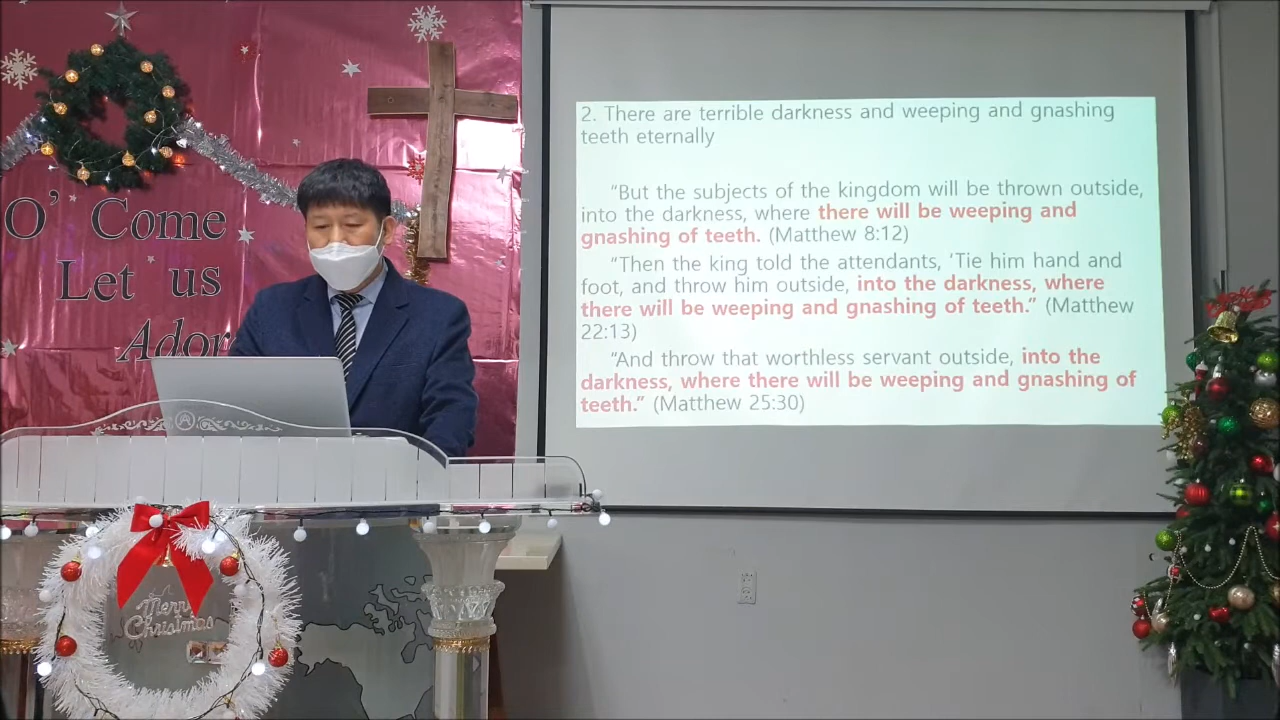 O' Come
Let us
Ador
2. There are terrible darkness and weeping and gnashing
teeth eternally
“But the subjects of the kingdom will be thrown outside,
into the darkness, where there will be weeping and
gnashing of teeth. (Matthew 8:12)
“Then the king told the attendants, ‘Tie him hand and
foot, and throw him outside, into the darkness, where
there will be weeping and gnashing of teeth.” (Matthew
22:13)
“And throw that worthless servant outside, into the
darkness, where there will be weeping and gnashing of
teeth.” (Matthew 25:30)
Merry
Christmas